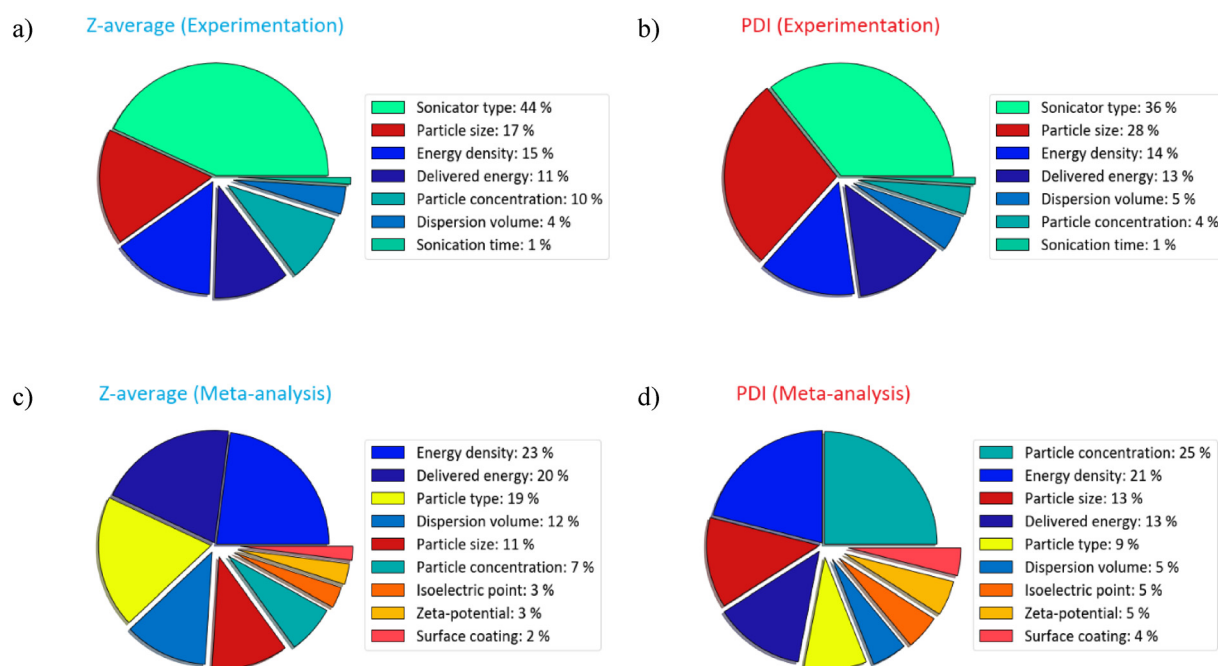 a)
Z-average (Experimentation)
Sonicator type: 44 %
Particle size: 17 %
Energy density: 15 %
Delivered energy: 11 %
Particle concentration: 10 %
Dispersion volume: 4 %
Sonication time: 1 %
b)
PDI (Experimentation)
Sonicator type: 36 %
Particle size: 28 %
Energy density: 14 %
Delivered energy: 13 %
Dispersion volume: 5 %
Particle concentration: 4 %
Sonication time: 1 %
c)
Z-average (Meta-analysis)
Energy density: 23 %
Delivered energy: 20 %
Particle type: 19 %
Dispersion volume: 12 %
Particle size: 11 %
Particle concentration: 7 %
Isoelectric point: 3 %
Zeta-potential: 3 %
Surface coating: 2 %
d)
PDI (Meta-analysis)
Particle concentration: 25 %
Energy density: 21 %
Particle size: 13 %
Delivered energy: 13 %
Particle type: 9 %
Dispersion volume: 5 %
Isoelectric point: 5 %
Zeta-potential: 5 %
Surface coating: 4 %